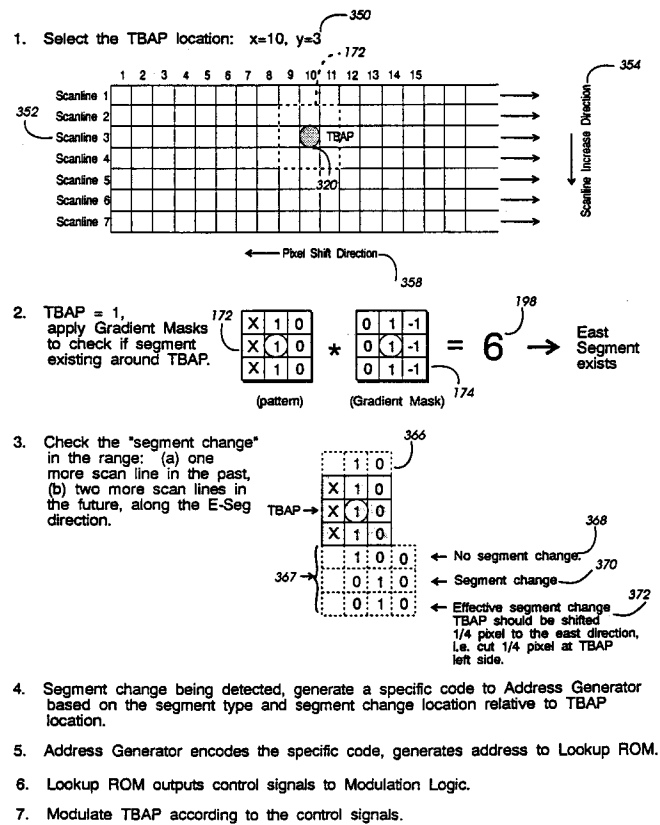 1. Select the TBAP location: x=10, y=3
350
172
354
1 2 3 4 5 6 7 8 9 10 11 12 13 14 15
Scanline 1
Scanline 2
352
Scanline 3
TBAP
Scanline 4
320
Scanline 5
Scanline 6
Scanline 7
Scanline Increase Direction
Pixel Shift Direction
358
2. TBAP = 1,
apply Gradient Masks
to check if segment
existing around TBAP.
172
X 1 0
X 1 0
X 1 0
(pattern)
*
0 1 -1
0 1 -1
0 1 -1
(Gradient Mask)
174
= 6
198
East
Segment
exists
3. Check the "segment change"
in the range: (a) one
more scan line in the past,
(b) two more scan lines in
the future, along the E-Seg
direction.
366
1 0
X 1 0
TBAP
X 1 0
X 1 0
367
1 0 0
No segment change.
368
0 1 0
Segment change
370
0 1 0
Effective segment change
372
TBAP should be shifted
1/4 pixel to the east direction,
i.e. cut 1/4 pixel at TBAP
left side.
4. Segment change being detected, generate a specific code to Address Generator
based on the segment type and segment change location relative to TBAP
location.
5. Address Generator encodes the specific code, generates address to Lookup ROM.
6. Lookup ROM outputs control signals to Modulation Logic.
7. Modulate TBAP according to the control signals.